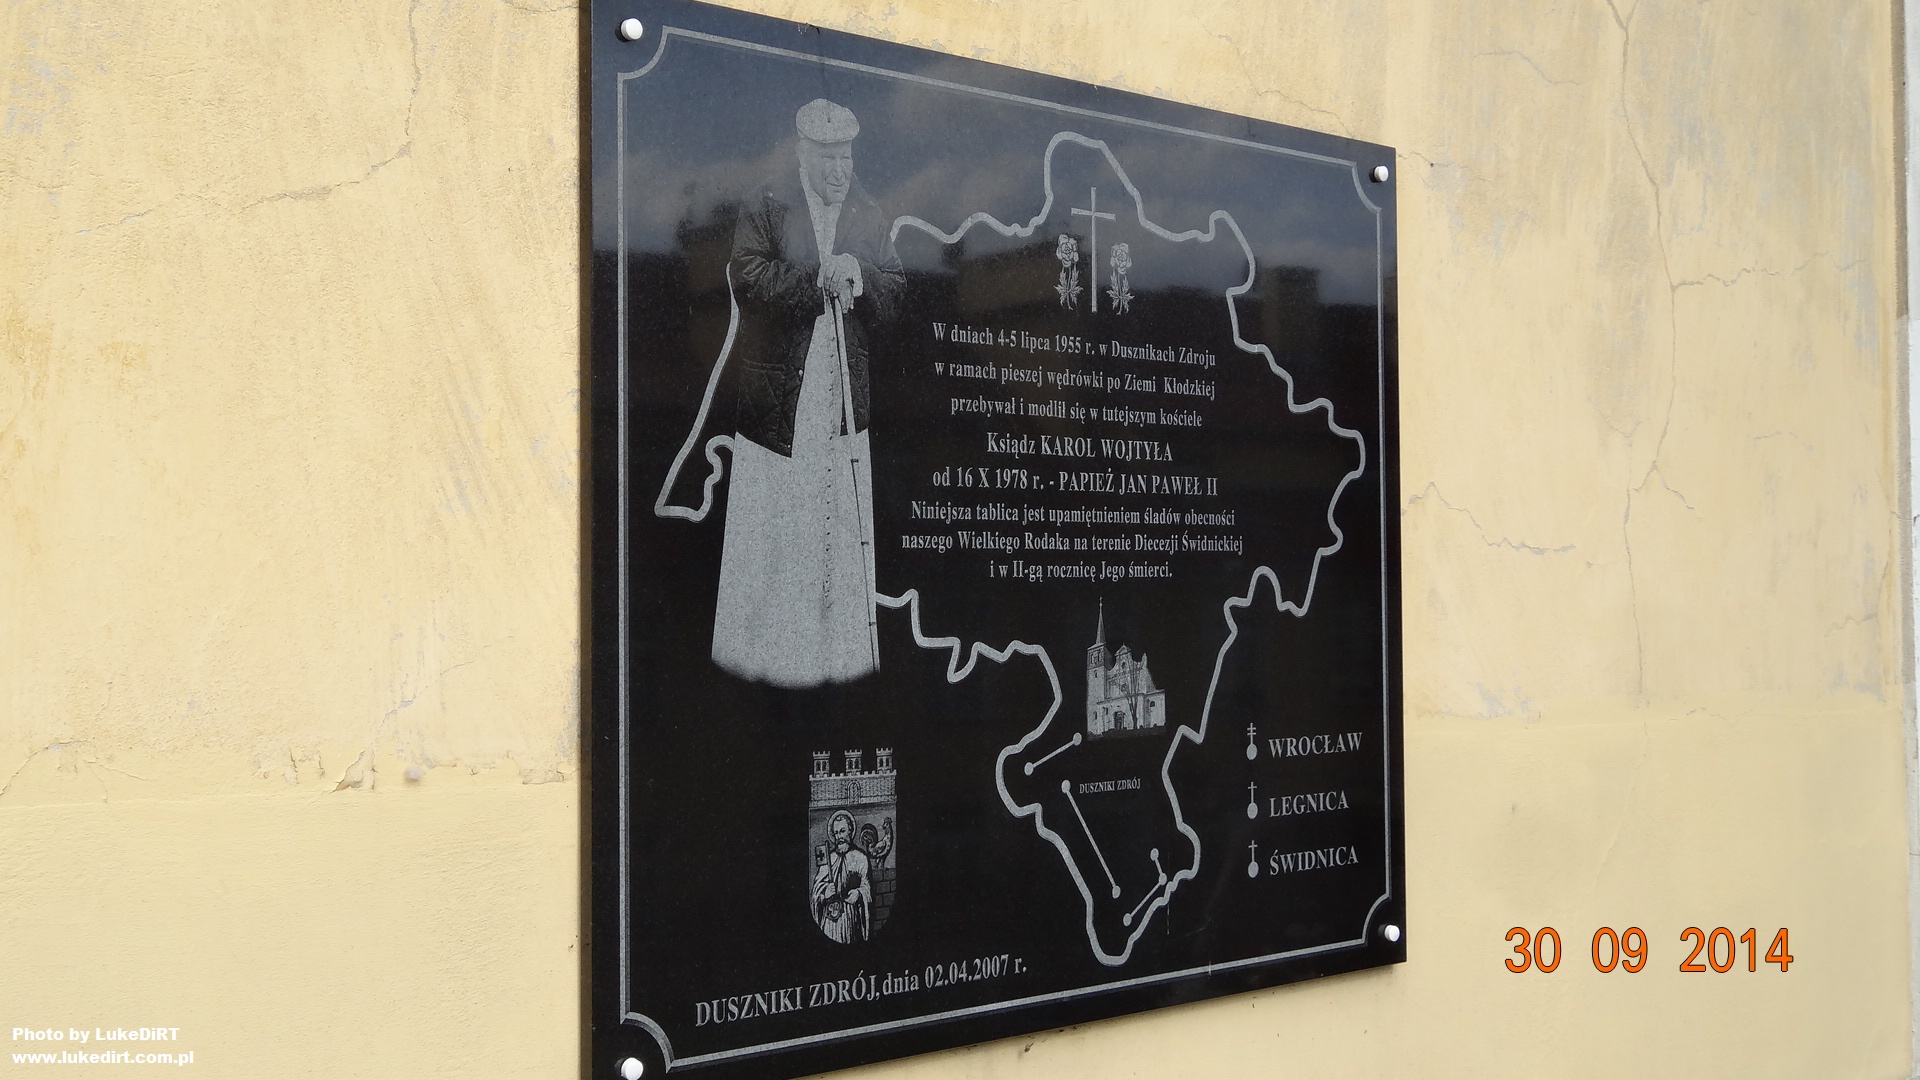 W dniach 4-5 lipca 1955 r. w Dusznikach Zdroju
w ramach pieszej wędrówki po Ziemi Kłodzkiej
przebywał i modlił się w tutejszym kościele
Ksiądz KAROL WOJTYŁA
od 16 X 1978 r. - PAPIEŻ JAN PAWEŁ II
Niniejsza tablica jest upamiętnieniem śladów obecności
naszego Wielkiego Rodaka na terenie Diecezji Świdnickiej
i w II-gą rocznicę Jego śmierci.
DUSZNIKI ZDRÓJ
WROCŁAW
LEGNICA
ŚWIDNICA
DUSZNIKI ZDRÓJ, dnia 02.04.2007 r.
30 09 2014
Photo by LukeDiRT
www.lukedirt.com.pl